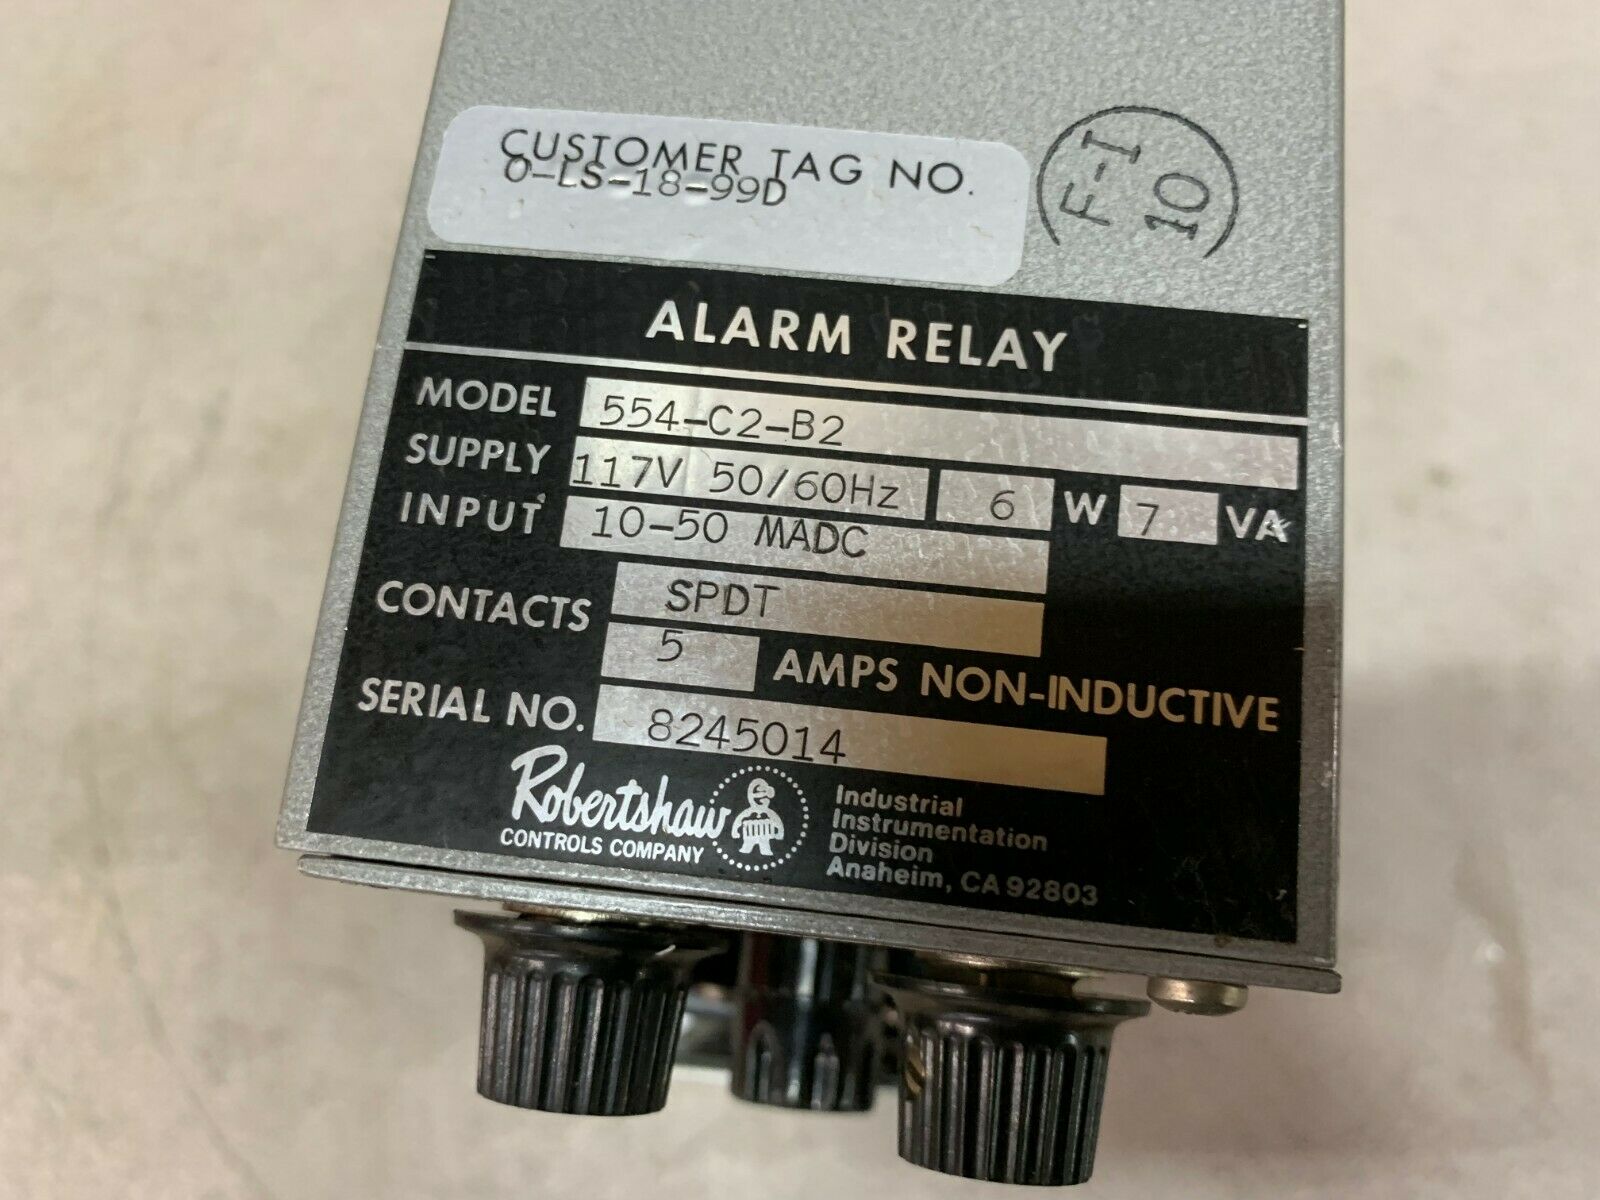 CUSTOMER TAG NO.
O-LS-18-99D
F-I
10
ALARM RELAY
MODEL 554-C2-B2
SUPPLY 117V 50/60Hz 6 W 7 VA
INPUT 10-50 MADC
CONTACTS SPDT
5 AMPS NON-INDUCTIVE
SERIAL NO. 8245014
Robertshaw
CONTROLS COMPANY
Industrial
Instrumentation
Division
Anaheim, CA 92803